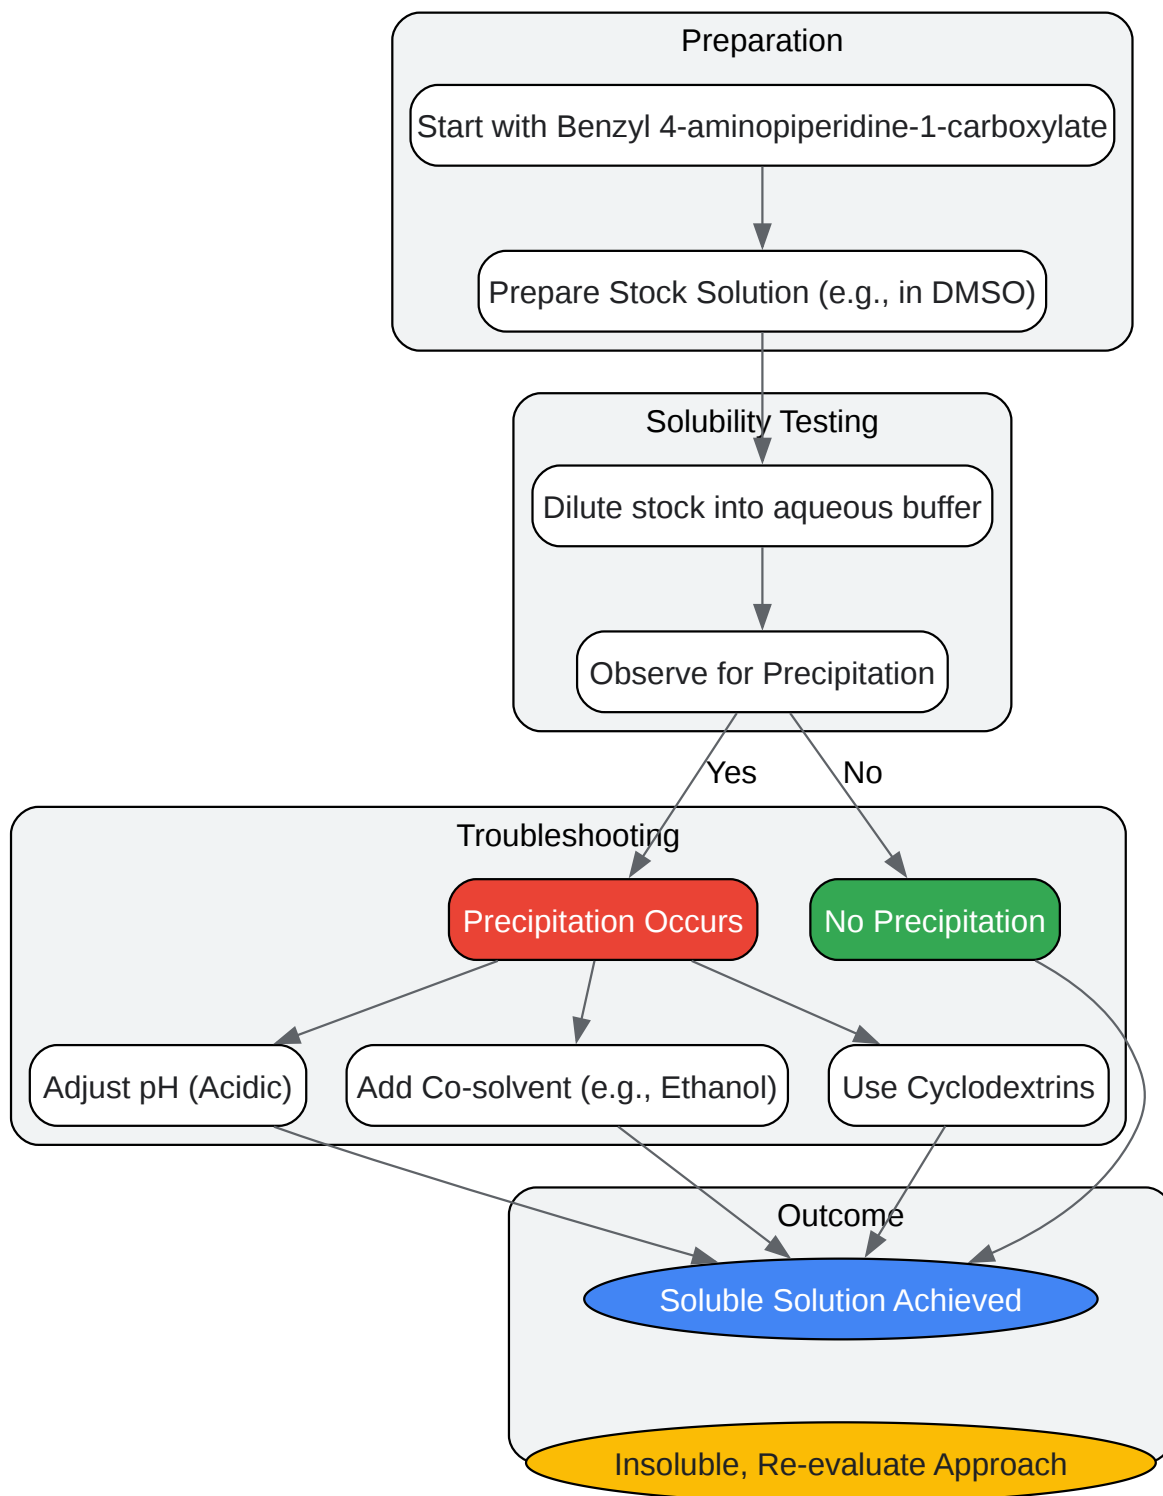 Preparation
Start with Benzyl 4-aminopiperidine-1-carboxylate
Prepare Stock Solution (e.g., in DMSO)
Solubility Testing
Dilute stock into aqueous buffer
Observe for Precipitation
Yes
No
Troubleshooting
Precipitation Occurs
No Precipitation
Adjust pH (Acidic)
Add Co-solvent (e.g., Ethanol)
Use Cyclodextrins
Outcome
Soluble Solution Achieved
Insoluble, Re-evaluate Approach